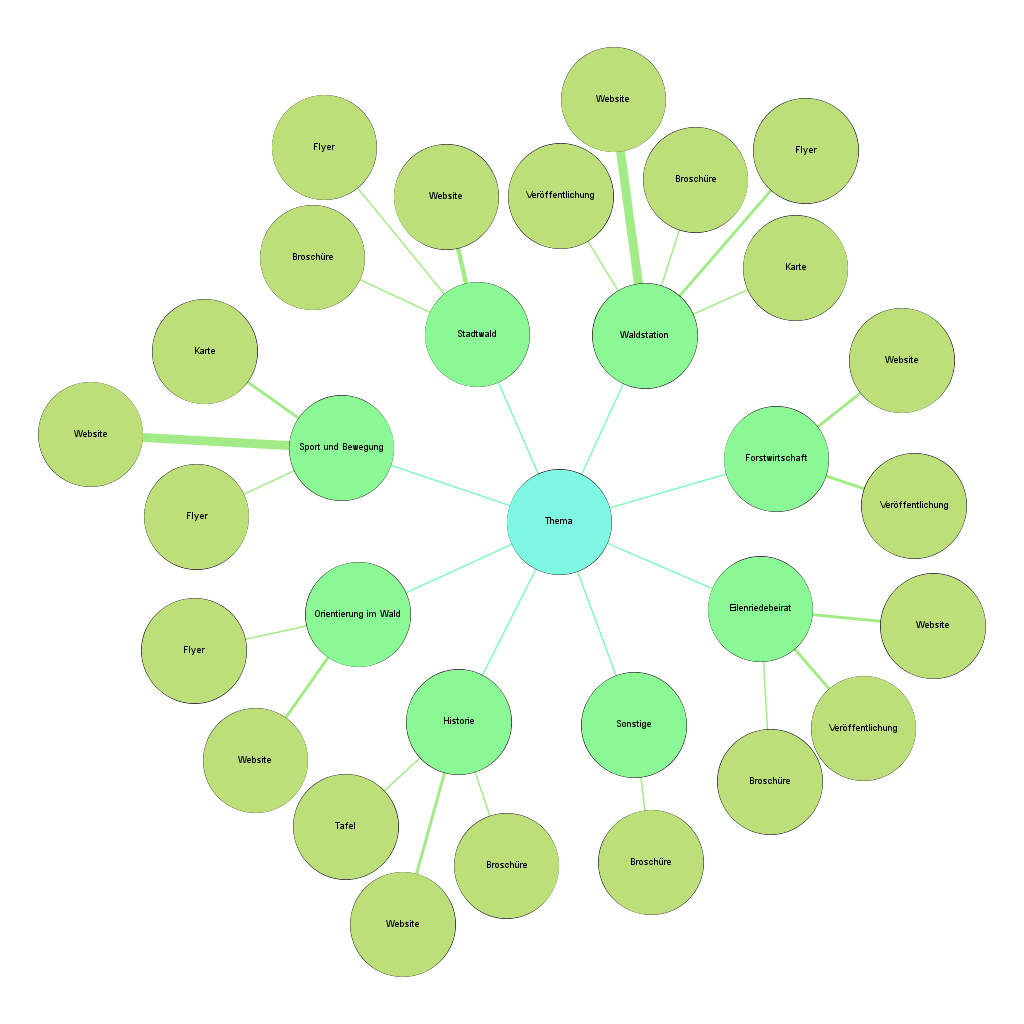 Website
Flyer
Broschüre
Veröffentlichung
Website
Flyer
Karte
Broschüre
Stadtwald
Waldstation
Karte
Website
Website
Sport und Bewegung
Forstwirtschaft
Flyer
Thema
Veröffentlichung
Orientierung im Wald
Eilenriedebeirat
Website
Flyer
Historie
Sonstige
Veröffentlichung
Website
Broschüre
Tafel
Broschüre
Broschüre
Website